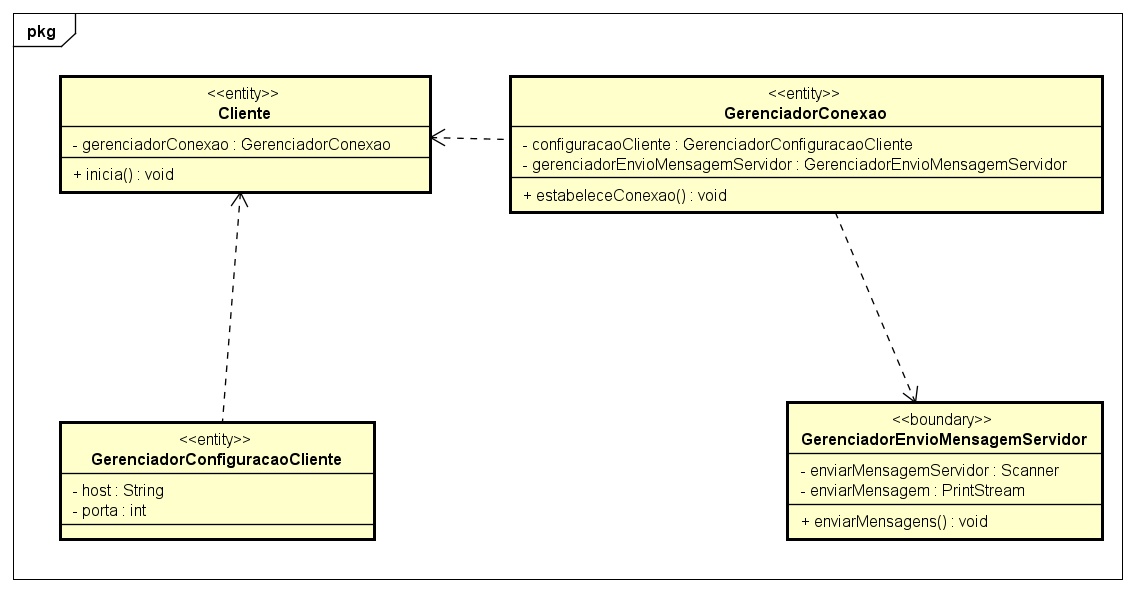 pkg
<<entity>>
Cliente
- gerenciadorConexao : GerenciadorConexao
+ inicia() : void
<<entity>>
GerenciadorConexao
- configuracaoCliente : GerenciadorConfiguracaoCliente
- gerenciadorEnvioMensagemServidor : GerenciadorEnvioMensagemServidor
+ estabeleceConexao() : void
<<entity>>
GerenciadorConfiguracaoCliente
- host : String
- porta : int
<<boundary>>
GerenciadorEnvioMensagemServidor
- enviarMensagemServidor : Scanner
- enviarMensagem : PrintStream
+ enviarMensagens() : void